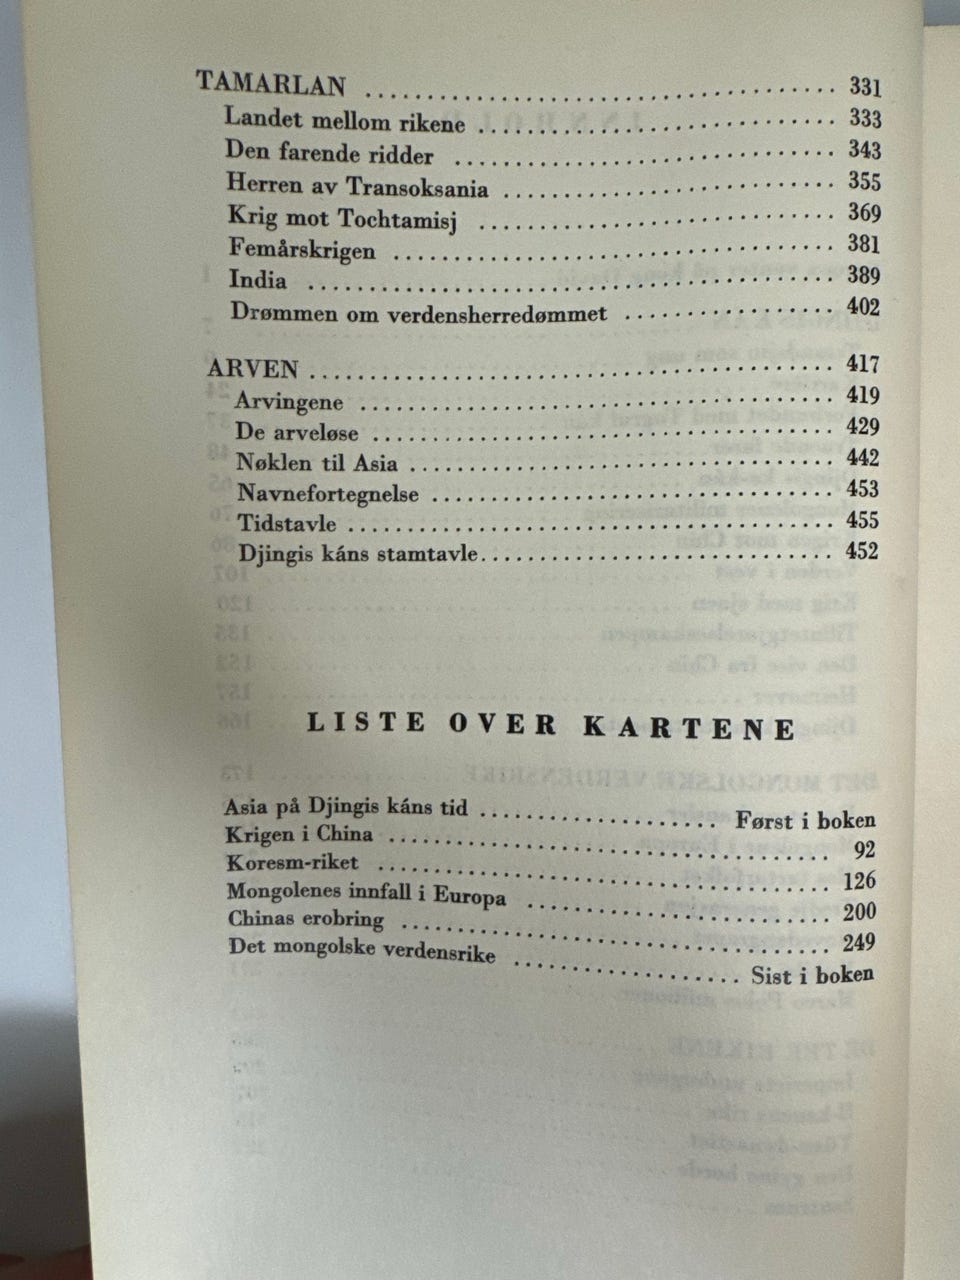 TAMARLAN ........................................ 331
Landet mellom rikene ........................................ 333
Den farende ridder ........................................ 343
Herren av Transoksania ........................................ 355
Krig mot Tochtamisj ........................................ 369
Femårskrigen ........................................ 381
India ........................................ 389
Drømmen om verdensherredømmet .................... 402
ARVEN ........................................ 417
Arvingene ........................................ 419
De arveløse ........................................ 429
Nøklen til Asia ........................................ 442
Navnefortegnelse ........................................ 453
Tidstavle ........................................ 455
Djingis káns stamtavle ........................................ 452
LISTE OVER KARTENE
Asia på Djingis káns tid .................... Først i boken
Krigen i China ........................................ 92
Koresm-riket ........................................ 126
Mongolenes innfall i Europa .............................. 200
Chinas erobring ........................................ 249
Det mongolske verdensrike .................... Sist i boken